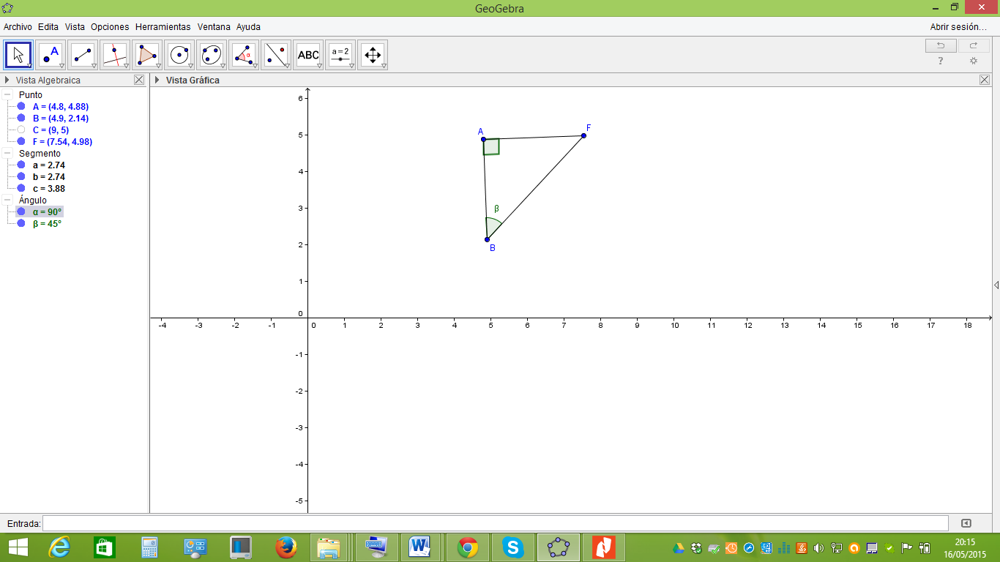 GeoGebra
Archivo Edita Vista Opciones Herramientas Ventana Ayuda
Abrir sesión...
A α ABC a=2
?
Vista Algebraica
Vista Gráfica
Punto
A = (4.8, 4.88)
B = (4.9, 2.14)
C = (9, 5)
F = (7.54, 4.98)
Segmento
a = 2.74
b = 2.74
c = 3.88
Ángulo
α = 90°
β = 45°
6
5
4
3
2
1
0
A
F
β
B
-4 -3 -2 -1 0 1 2 3 4 5 6 7 8 9 10 11 12 13 14 15 16 17 18
-1
-2
-3
-4
-5
Entrada:
20:15
16/05/2015